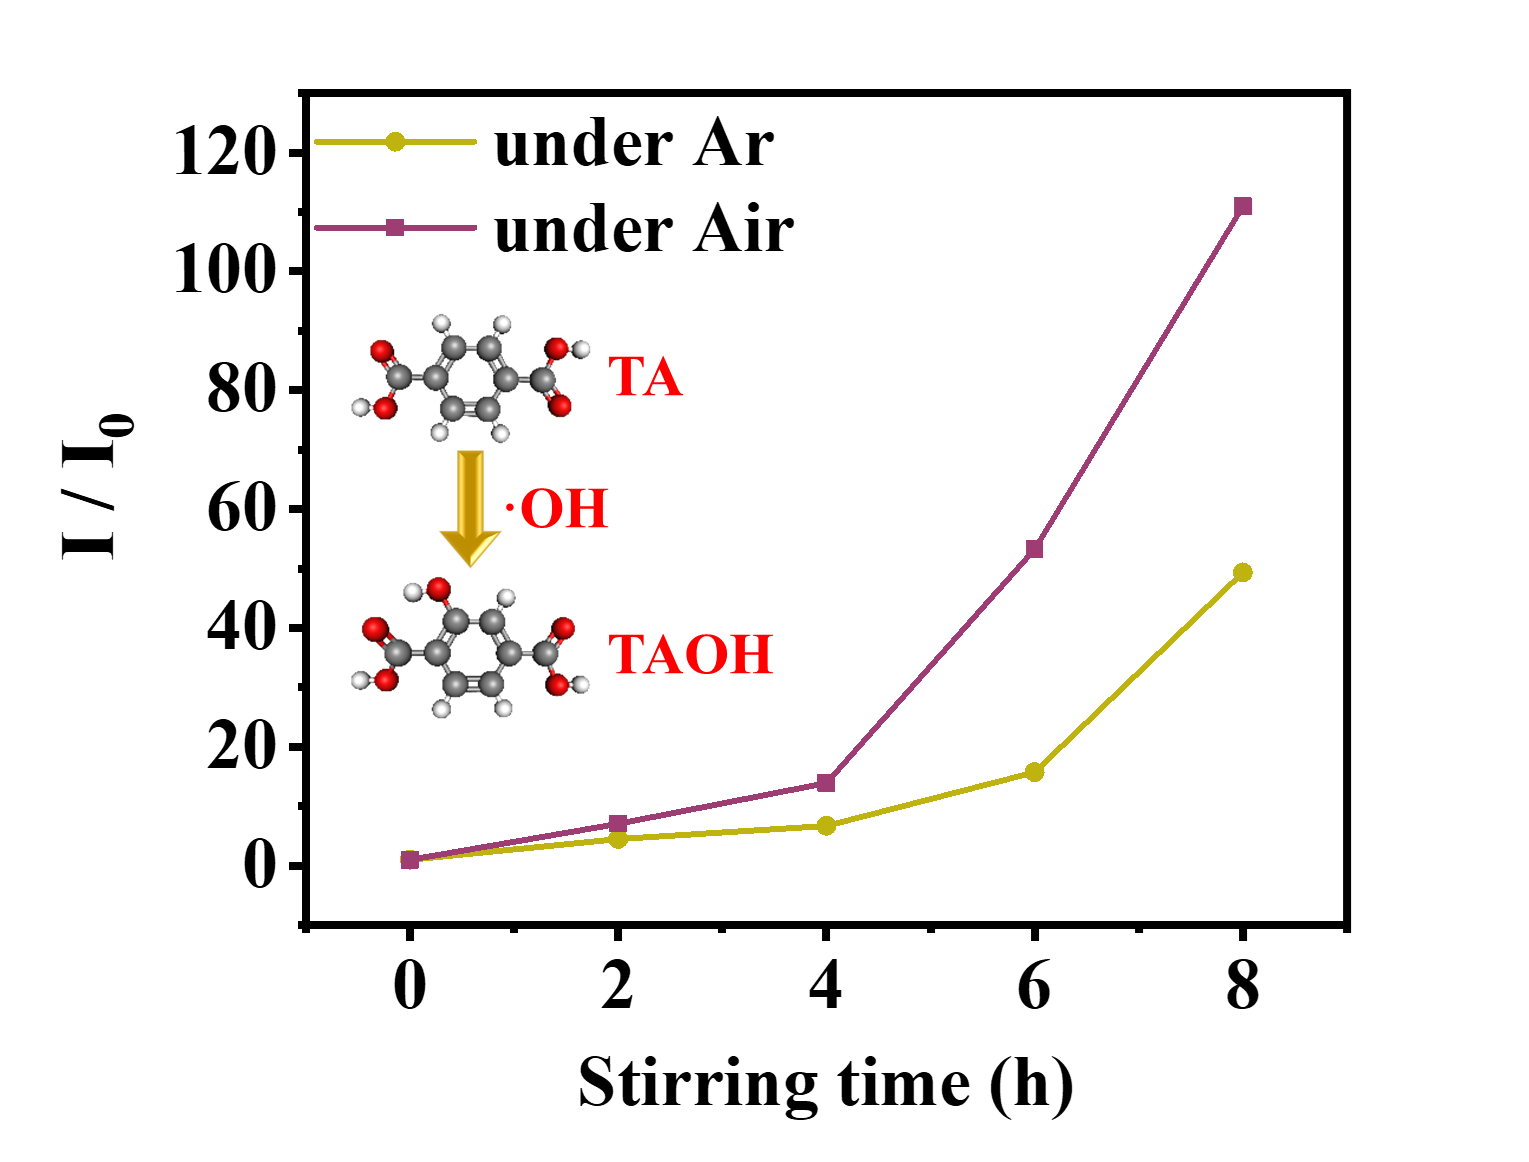 under Ar
under Air
120
100
80
60
40
20
0
I / I₀
TA
·OH
TAOH
0 2 4 6 8
Stirring time (h)